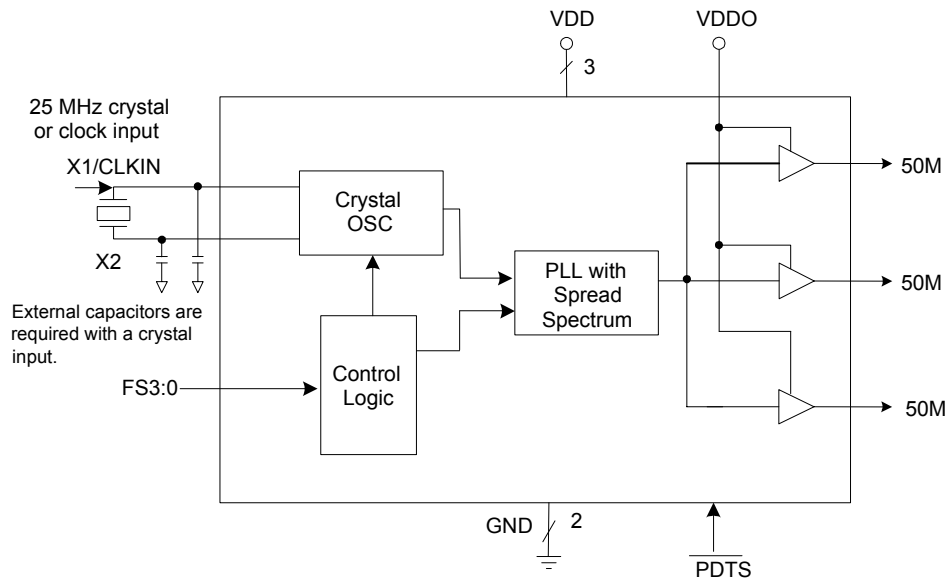 VDD
VDDO
3
25 MHz crystal
or clock input
X1/CLKIN
X2
External capacitors are
required with a crystal
input.
FS3:0
Crystal
OSC
Control
Logic
PLL with
Spread
Spectrum
50M
50M
50M
GND
2
PDTS